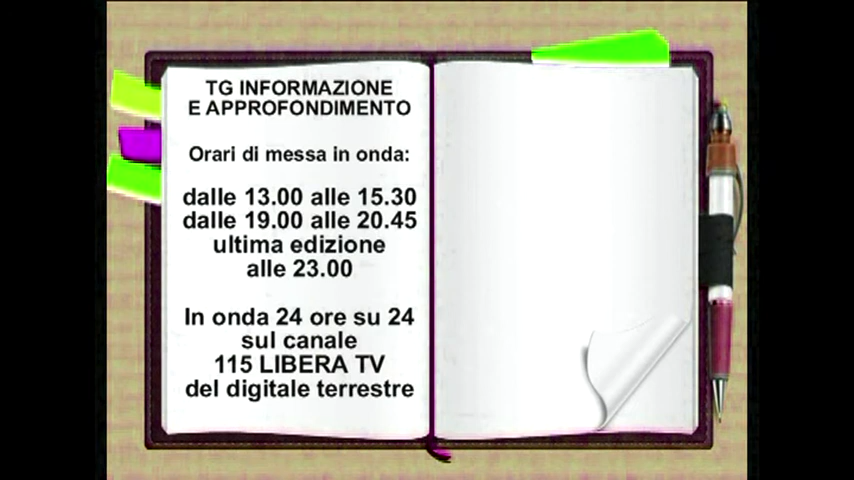 TG INFORMAZIONE
E APPROFONDIMENTO
Orari di messa in onda:
dalle 13.00 alle 15.30
dalle 19.00 alle 20.45
ultima edizione
alle 23.00
In onda 24 ore su 24
sul canale
115 LIBERA TV
del digitale terrestre